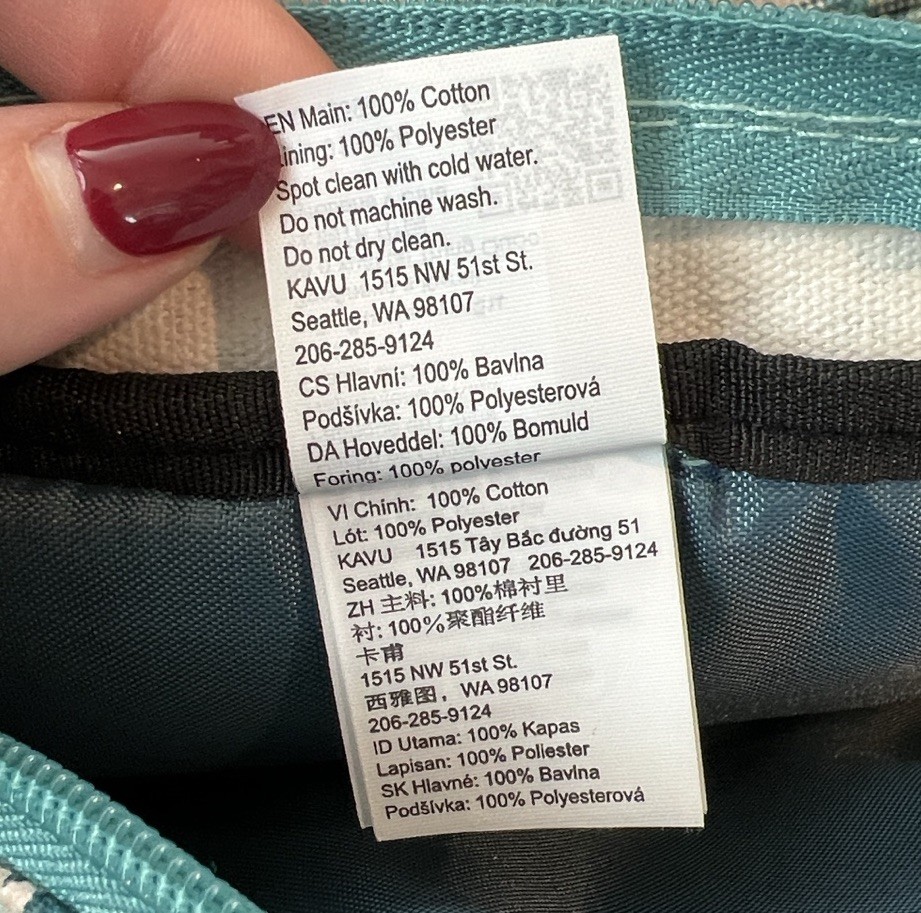 EN Main: 100% Cotton
Lining: 100% Polyester
Spot clean with cold water.
Do not machine wash.
Do not dry clean.
KAVU 1515 NW 51st St.
Seattle, WA 98107
206-285-9124
CS Hlavní: 100% Bavlna
Podšívka: 100% Polyesterová
DA Hoveddel: 100% Bomuld
Foring: 100% polyester
VI Chính: 100% Cotton
Lót: 100% Polyester
KAVU 1515 Tây Bắc đường 51
Seattle, WA 98107 206-285-9124
ZH 主料: 100%棉衬里
衬: 100%聚酯纤维
卡甫
1515 NW 51st St.
西雅图, WA 98107
206-285-9124
ID Utama: 100% Kapas
Lapisan: 100% Poliester
SK Hlavné: 100% Bavlna
Podšívka: 100% Polyesterová